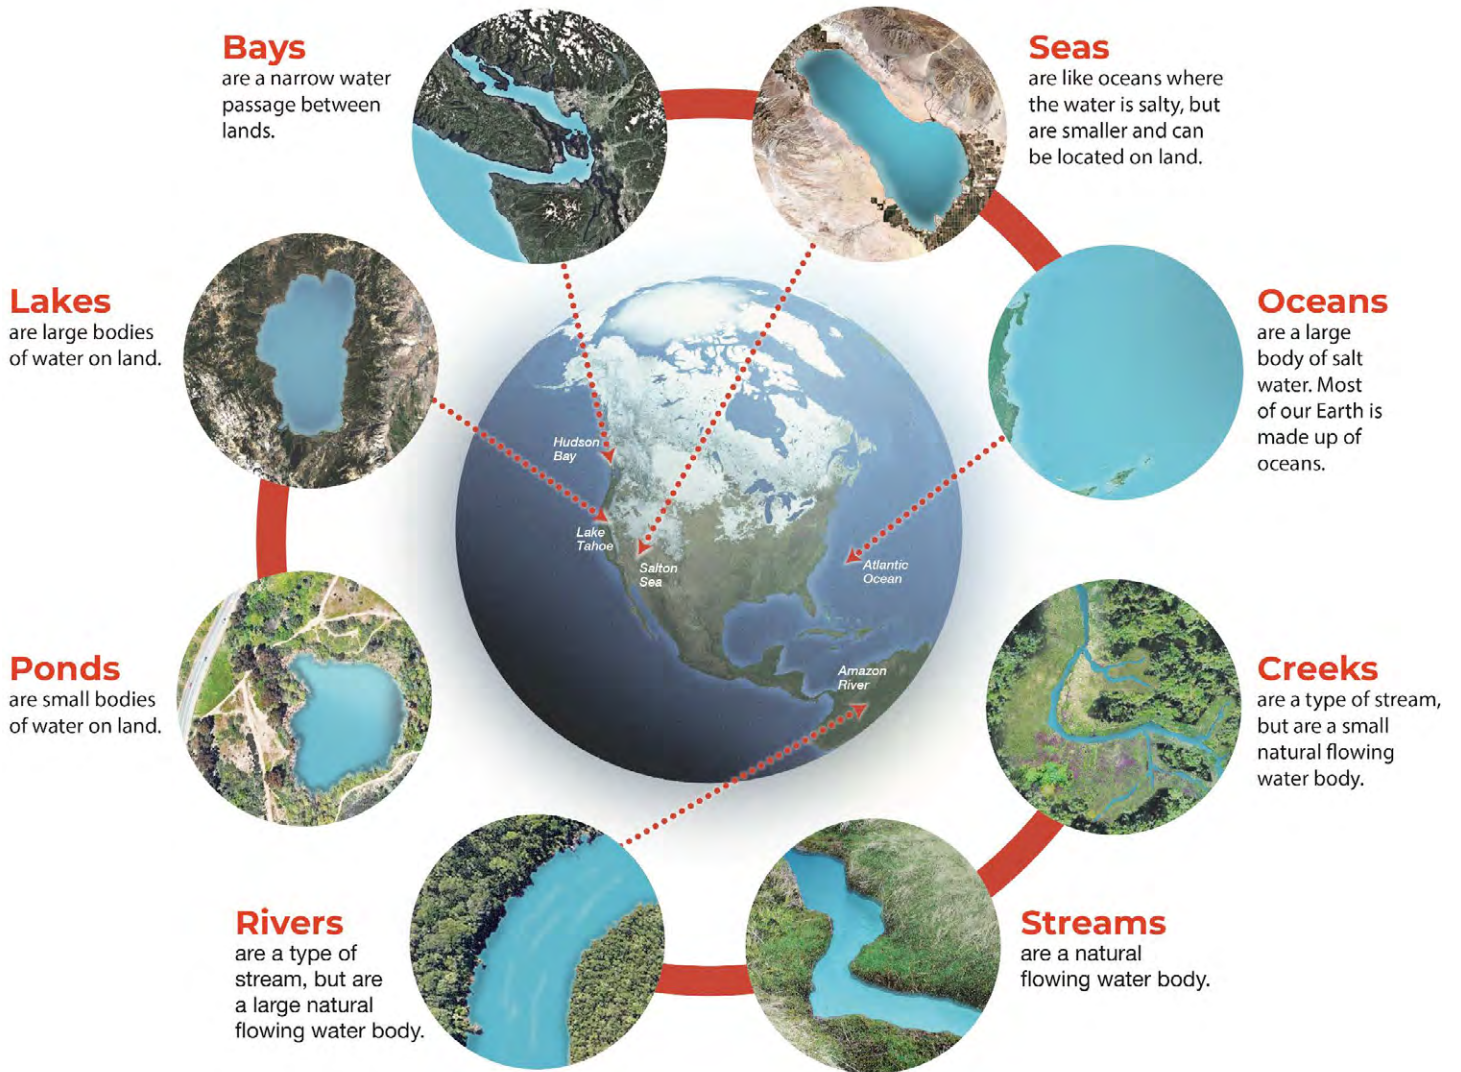 Bays
are a narrow water
passage between
lands.
Seas
are like oceans where
the water is salty, but
are smaller and can
be located on land.
Lakes
are large bodies
of water on land.
Oceans
are a large
body of salt
water. Most
of our Earth is
made up of
oceans.
Hudson
Bay
Lake
Tahoe
Salton
Sea
Atlantic
Ocean
Amazon
River
Ponds
are small bodies
of water on land.
Creeks
are a type of stream,
but are a small
natural flowing
water body.
Rivers
are a type of
stream, but are
a large natural
flowing water body.
Streams
are a natural
flowing water body.